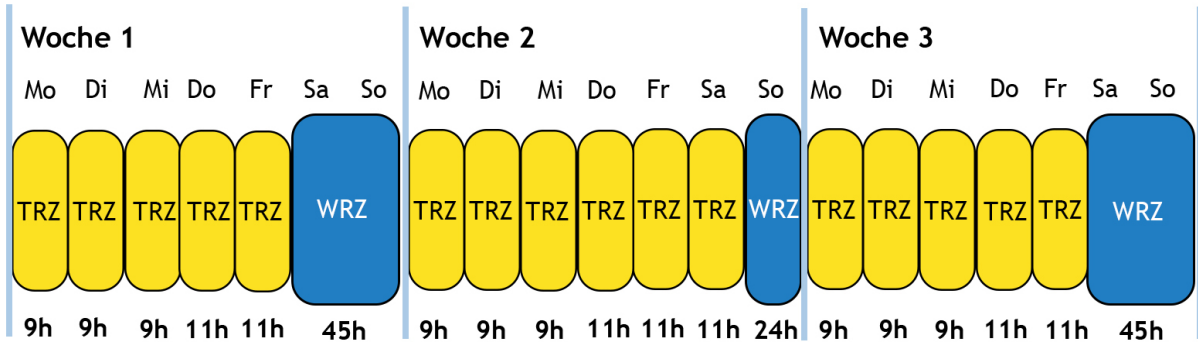 Woche 1 Woche 2 Woche 3
Mo Di Mi Do Fr Sa So Mo Di Mi Do Fr Sa So Mo Di Mi Do Fr Sa So
TRZ TRZ TRZ TRZ TRZ WRZ TRZ TRZ TRZ TRZ TRZ TRZ WRZ TRZ TRZ TRZ TRZ TRZ WRZ
9h 9h 9h 11h 11h 45h 9h 9h 9h 11h 11h 11h 24h 9h 9h 9h 11h 11h 45h